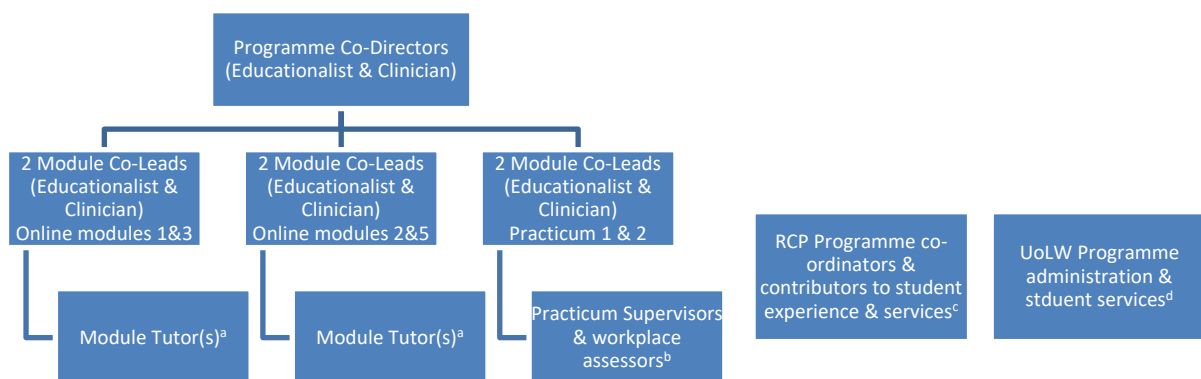 Programme Co-Directors
(Educationalist & Clinician)
2 Module Co-Leads
(Educationalist &
Clinician)
Online modules 1&3
2 Module Co-Leads
(Educationalist &
Clinician)
Online modules 2&5
2 Module Co-Leads
(Educationalist &
Clinician)
Practicum 1 & 2
Module Tutor(s)ᵃ
Module Tutor(s)ᵃ
Practicum Supervisors
& workplace
assessorsᵇ
RCP Programme co-
ordinators &
contributors to student
experience & servicesᶜ
UoLW Programme
administration &
stduent servicesᵈ